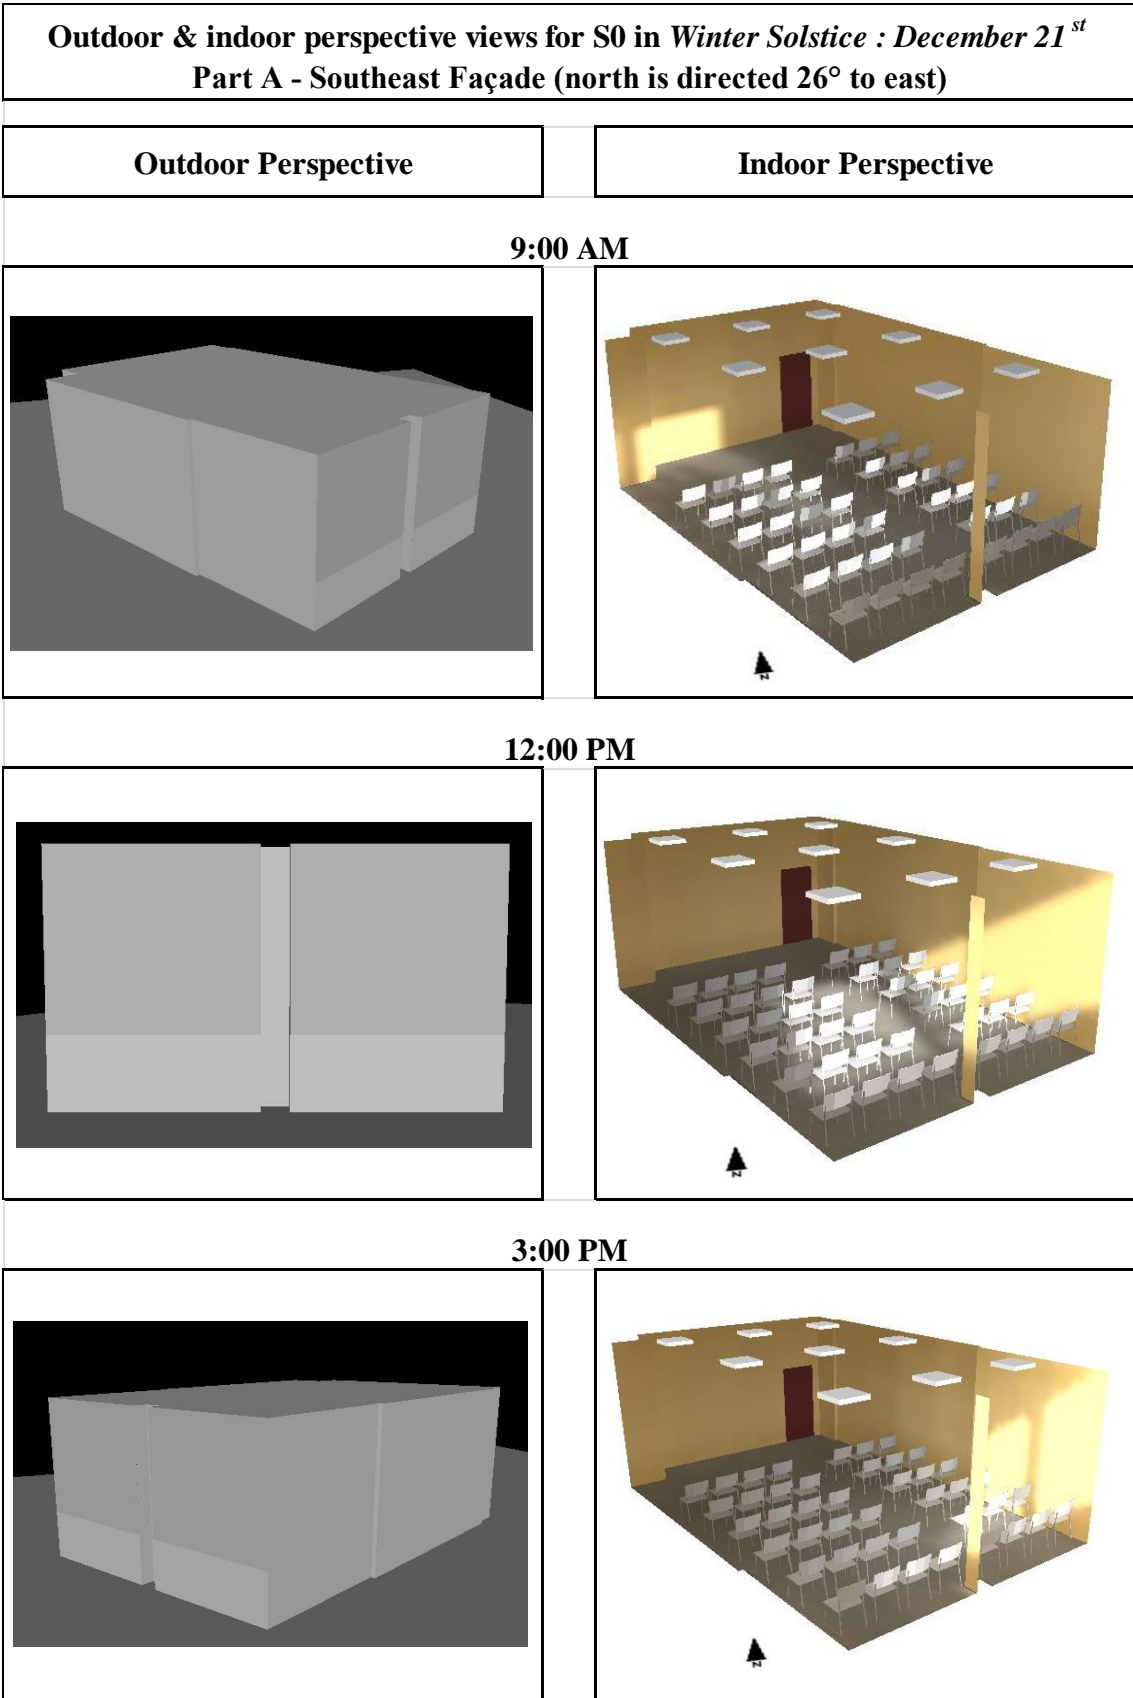 Outdoor & indoor perspective views for S0 in Winter Solstice : December 21st
Part A - Southeast Façade (north is directed 26° to east)
Outdoor Perspective
Indoor Perspective
9:00 AM
N
12:00 PM
N
3:00 PM
N